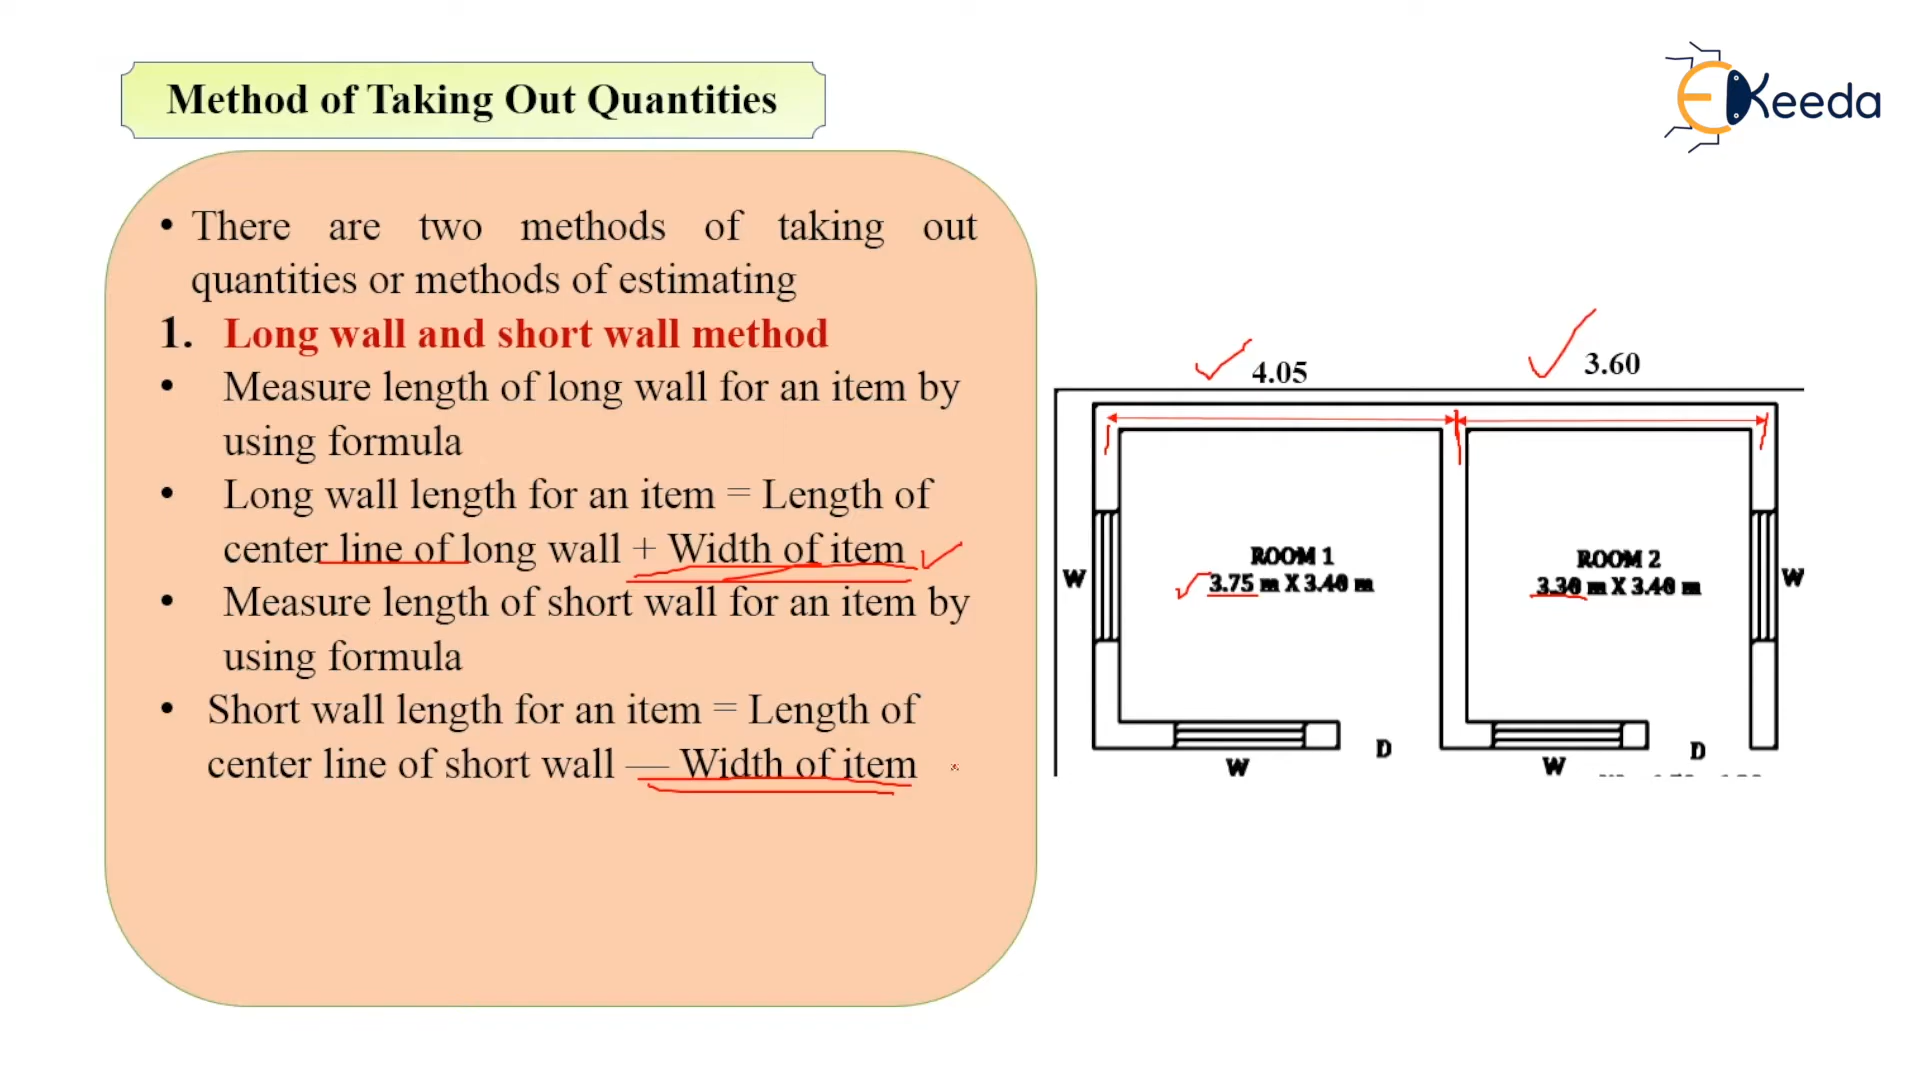 Method of Taking Out Quantities
EKeeda
• There are two methods of taking out
quantities or methods of estimating
1. Long wall and short wall method
• Measure length of long wall for an item by
using formula
• Long wall length for an item = Length of
center line of long wall + Width of item
• Measure length of short wall for an item by
using formula
• Short wall length for an item = Length of
center line of short wall — Width of item
4.05
3.60
ROOM 1
3.75 m X 3.40 m
ROOM 2
3.30 m X 3.40 m
W
W
D
D
W
W